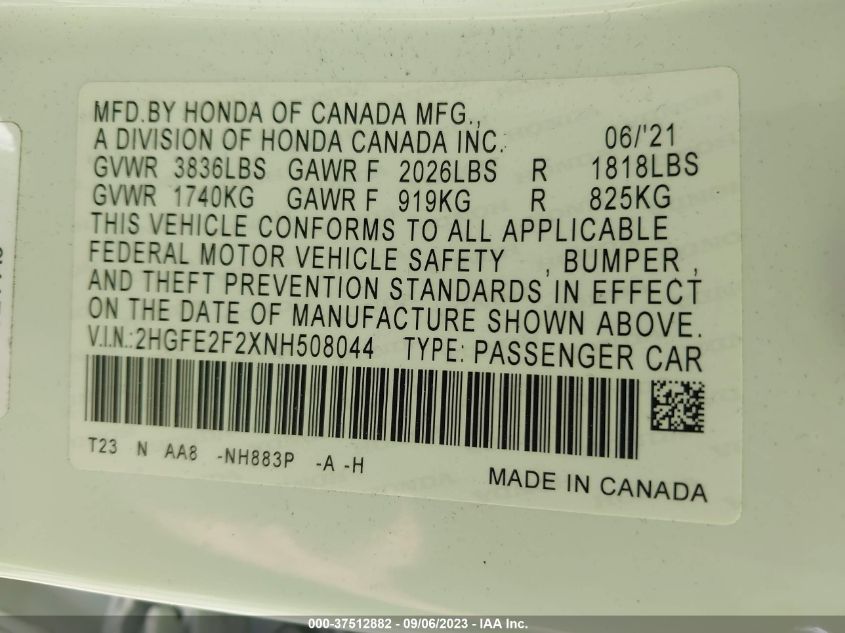 MFD.BY HONDA OF CANADA MFG.,
A DIVISION OF HONDA CANADA INC. 06/'21
GVWR 3836LBS GAWR F 2026LBS R 1818LBS
GVWR 1740KG GAWR F 919KG R 825KG
THIS VEHICLE CONFORMS TO ALL APPLICABLE
FEDERAL MOTOR VEHICLE SAFETY , BUMPER ,
AND THEFT PREVENTION STANDARDS IN EFFECT
ON THE DATE OF MANUFACTURE SHOWN ABOVE.
V.I.N.:2HGFE2F2XNH508044 TYPE: PASSENGER CAR
T23 N AA8 -NH883P -A -H
MADE IN CANADA
000-37512882 - 09/06/2023 - IAA Inc.